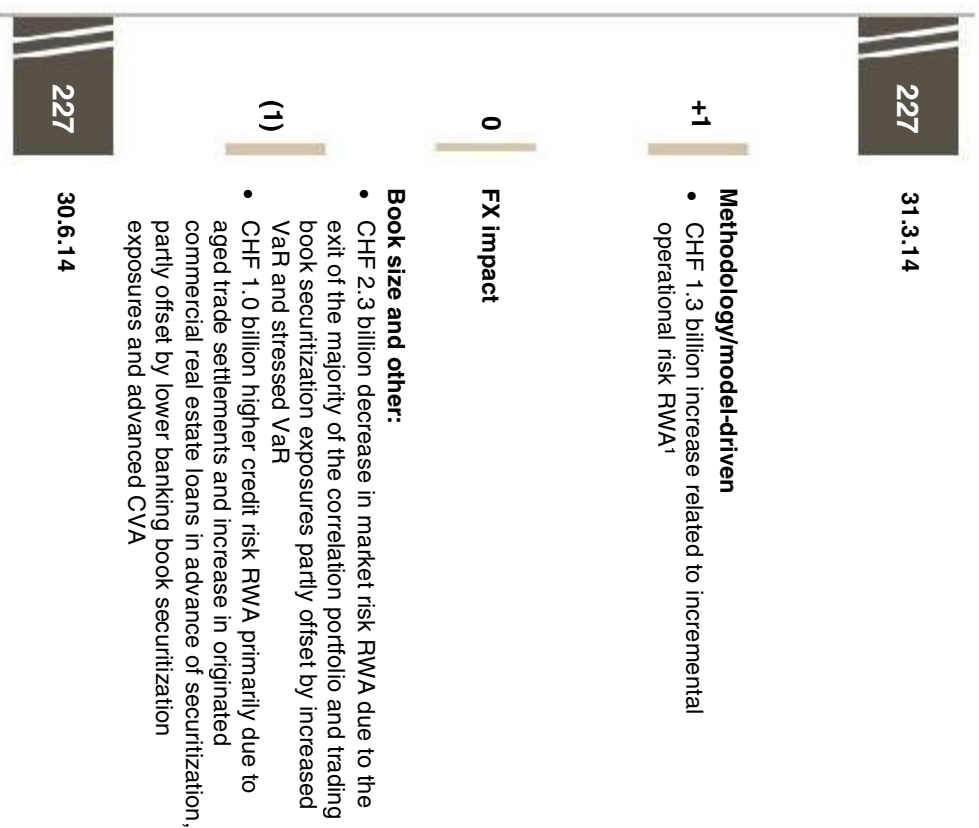 227
31.3.14
+1
Methodology/model-driven
• CHF 1.3 billion increase related to incremental
operational risk RWA¹
0
FX impact
(1)
Book size and other:
• CHF 2.3 billion decrease in market risk RWA due to the
exit of the majority of the correlation portfolio and trading
book securitization exposures partly offset by increased
VaR and stressed VaR
• CHF 1.0 billion higher credit risk RWA primarily due to
aged trade settlements and increase in originated
commercial real estate loans in advance of securitization,
partly offset by lower banking book securitization
exposures and advanced CVA
227
30.6.14